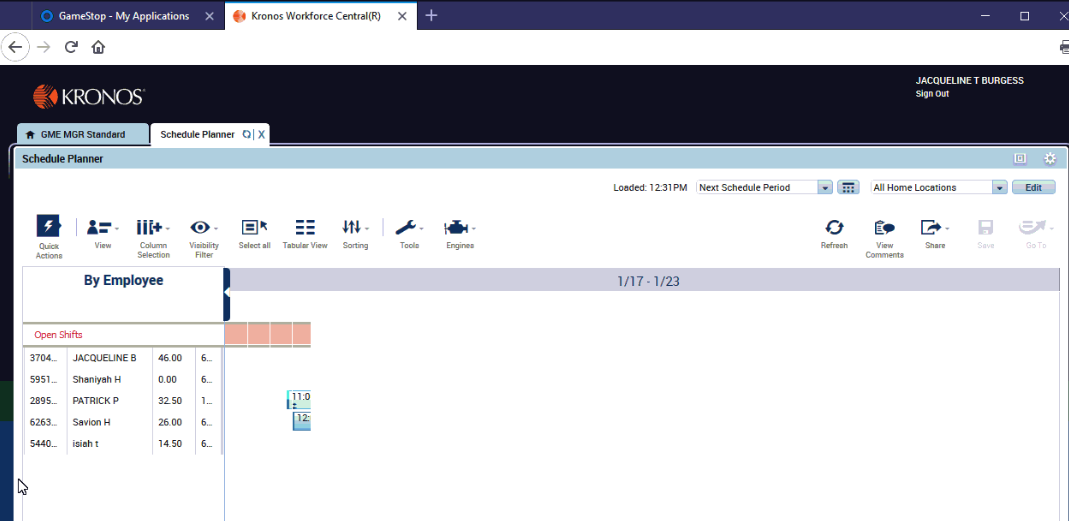 GameStop - My Applications
Kronos Workforce Central(R)
JACQUELINE T BURGESS
Sign Out
KRONOS
GME MGR Standard
Schedule Planner
X
Schedule Planner
Loaded: 12:31PM
Next Schedule Period
All Home Locations
Edit
Quick Actions
View
Column Selection
Visibility Filter
Select all
Tabular View
Sorting
Tools
Engines
Refresh
View Comments
Share
Save
Go To
By Employee
1/17 - 1/23
Open Shifts
3704... JACQUELINE B 46.00 6...
5951... Shaniyah H 0.00 6...
2895... PATRICK P 32.50 1... 11:0
6263... Savion H 26.00 6... 12:
5440... isiah t 14.50 6...